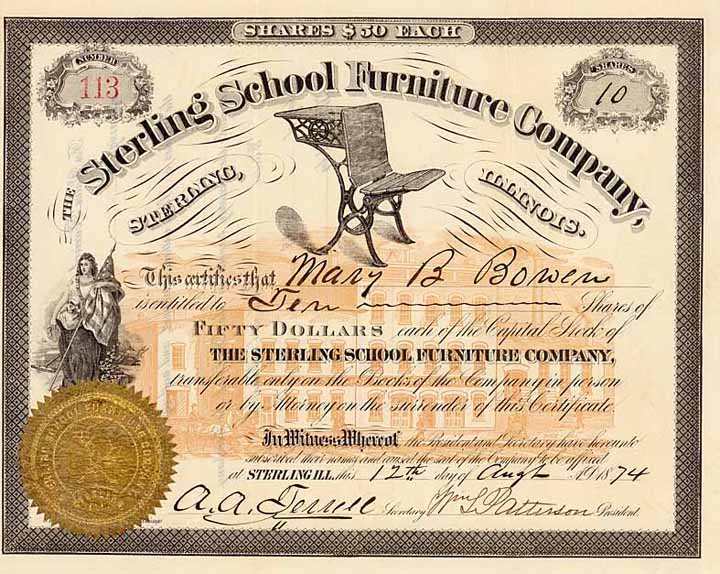 SHARES $50 EACH
NUMBER
113
SHARES
10
THE Sterling School Furniture Company,
STERLING, ILLINOIS.
This certifies that Mary B Bowen
is entitled to Ten Shares of
FIFTY DOLLARS each of the Capital Stock of
THE STERLING SCHOOL FURNITURE COMPANY,
transferable only on the Books of the Company in person
or by Attorney on the surrender of this Certificate.
In Witness Whereof the President and Secretary have hereunto
subscribed their names and caused the seal of the Company to be affixed
at STERLING ILL. this 12th day of Augt 1874
A. A. Terrell Secretary Wm L Patterson President.